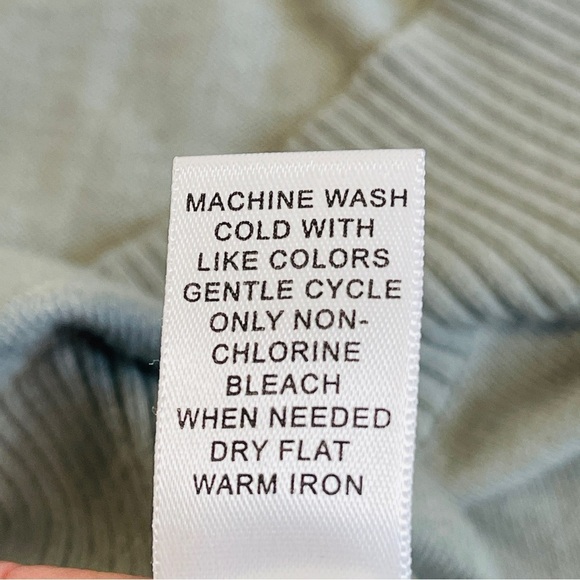 MACHINE WASH
COLD WITH
LIKE COLORS
GENTLE CYCLE
ONLY NON-
CHLORINE
BLEACH
WHEN NEEDED
DRY FLAT
WARM IRON